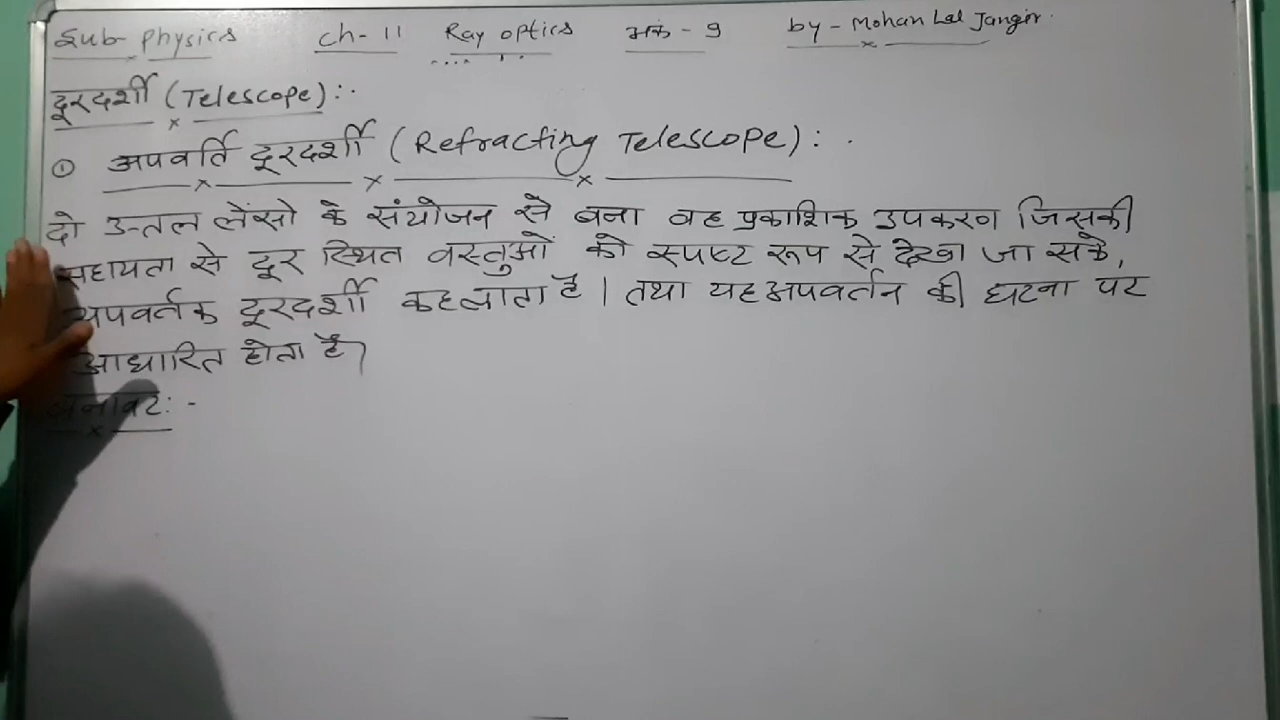 Sub- Physics ch- 11 Ray optics अंक - 9 by - Mohan Lal Jangir
दूरदर्शी (Telescope):-
① अपवर्ति दूरदर्शी (Refracting Telescope):-
दो उत्तल लेंसो के संयोजन से बना वह प्रकाशिक उपकरण जिसकी
सहायता से दूर स्थित वस्तुओं को स्पष्ट रूप से देखा जा सके,
अपवर्तक दूरदर्शी कहलाता है। तथा यह अपवर्तन की घटना पर
आधारित होता है।
बनावट:-